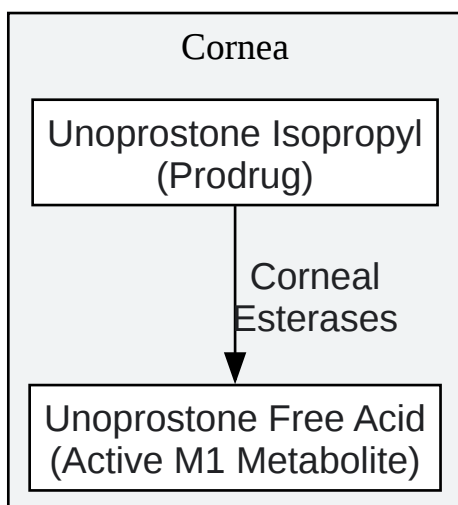 Cornea
Unoprostone Isopropyl
(Prodrug)
Corneal
Esterases
Unoprostone Free Acid
(Active M1 Metabolite)